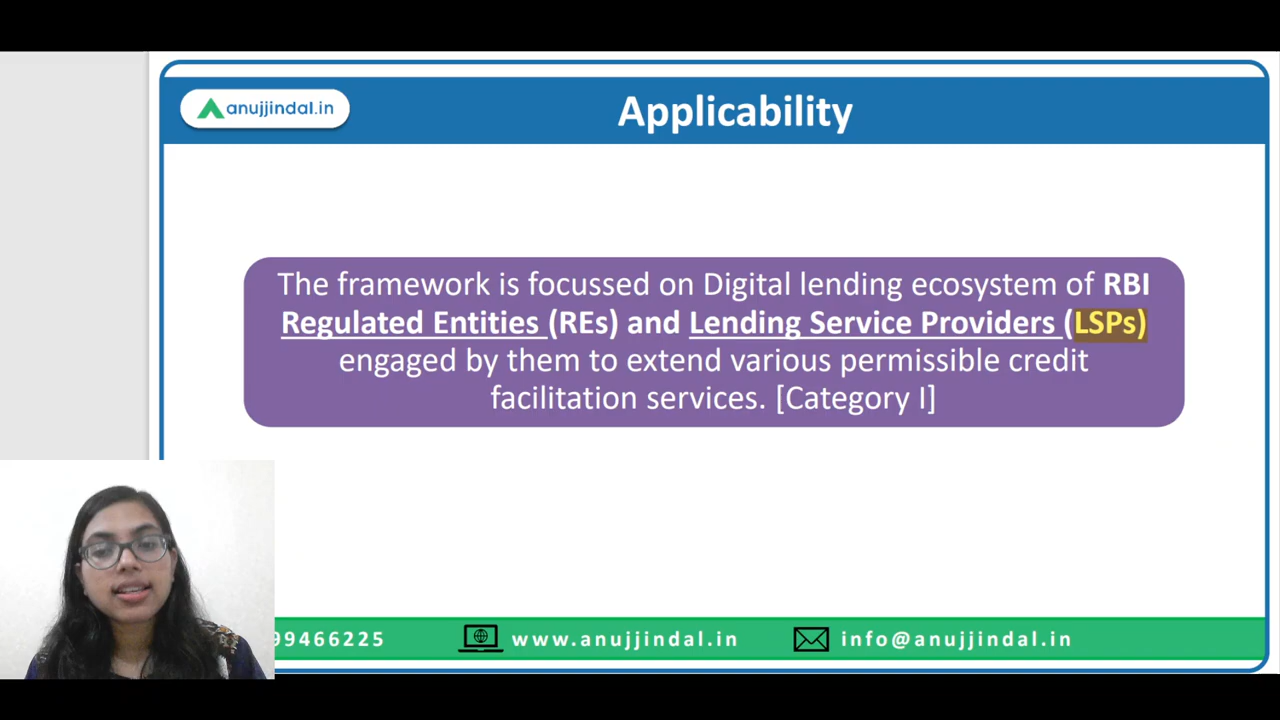 anujjindal.in
Applicability
The framework is focussed on Digital lending ecosystem of RBI
Regulated Entities (REs) and Lending Service Providers (LSPs)
engaged by them to extend various permissible credit
facilitation services. [Category I]
99466225
www.anujjindal.in
info@anujjindal.in